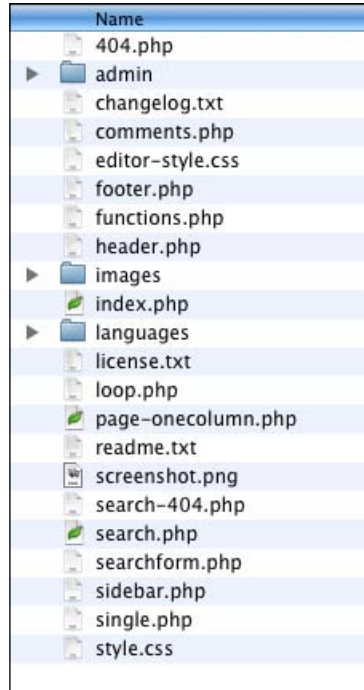 Name
404.php
admin
changelog.txt
comments.php
editor-style.css
footer.php
functions.php
header.php
images
index.php
languages
license.txt
loop.php
page-onecolumn.php
readme.txt
screenshot.png
search-404.php
search.php
searchform.php
sidebar.php
single.php
style.css